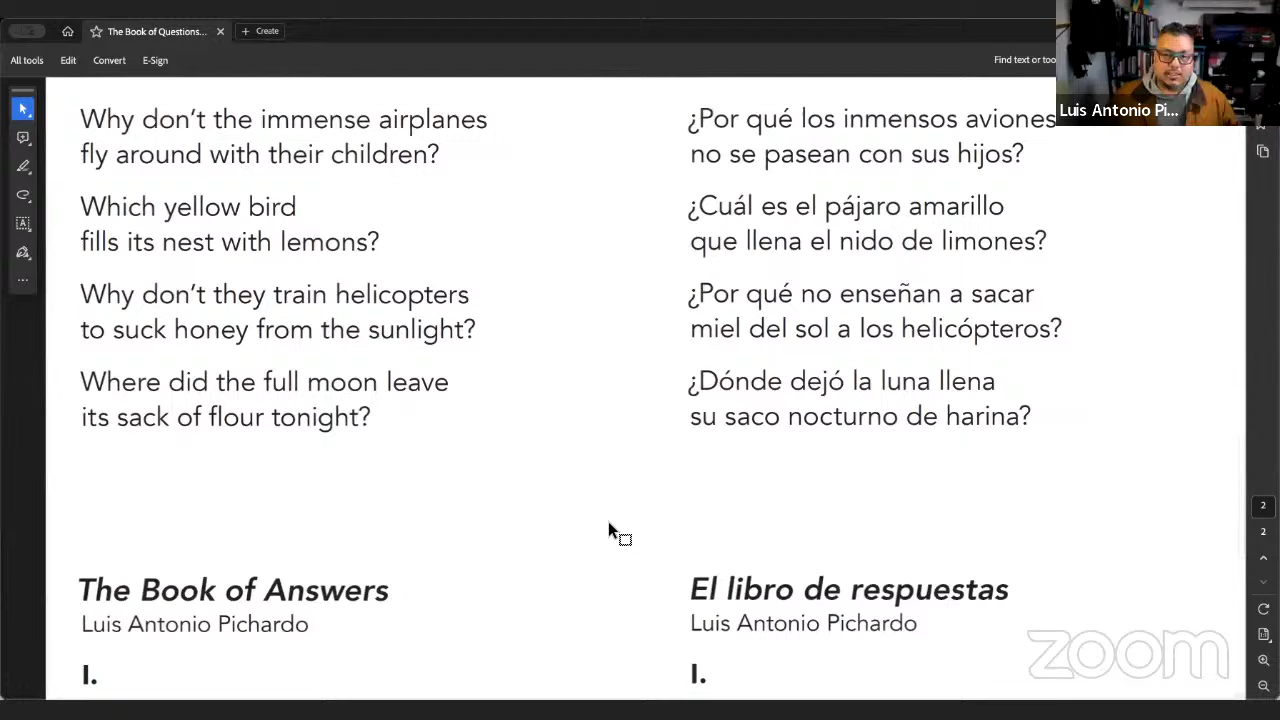 The Book of Questions...
Create
All tools
Edit
Convert
E-Sign
Find text or too
Luis Antonio Pi...
Why don't the immense airplanes
fly around with their children?
Which yellow bird
fills its nest with lemons?
Why don't they train helicopters
to suck honey from the sunlight?
Where did the full moon leave
its sack of flour tonight?
The Book of Answers
Luis Antonio Pichardo
I.
¿Por qué los inmensos aviones
no se pasean con sus hijos?
¿Cuál es el pájaro amarillo
que llena el nido de limones?
¿Por qué no enseñan a sacar
miel del sol a los helicópteros?
¿Dónde dejó la luna llena
su saco nocturno de harina?
El libro de respuestas
Luis Antonio Pichardo
I.
2
2
zoom